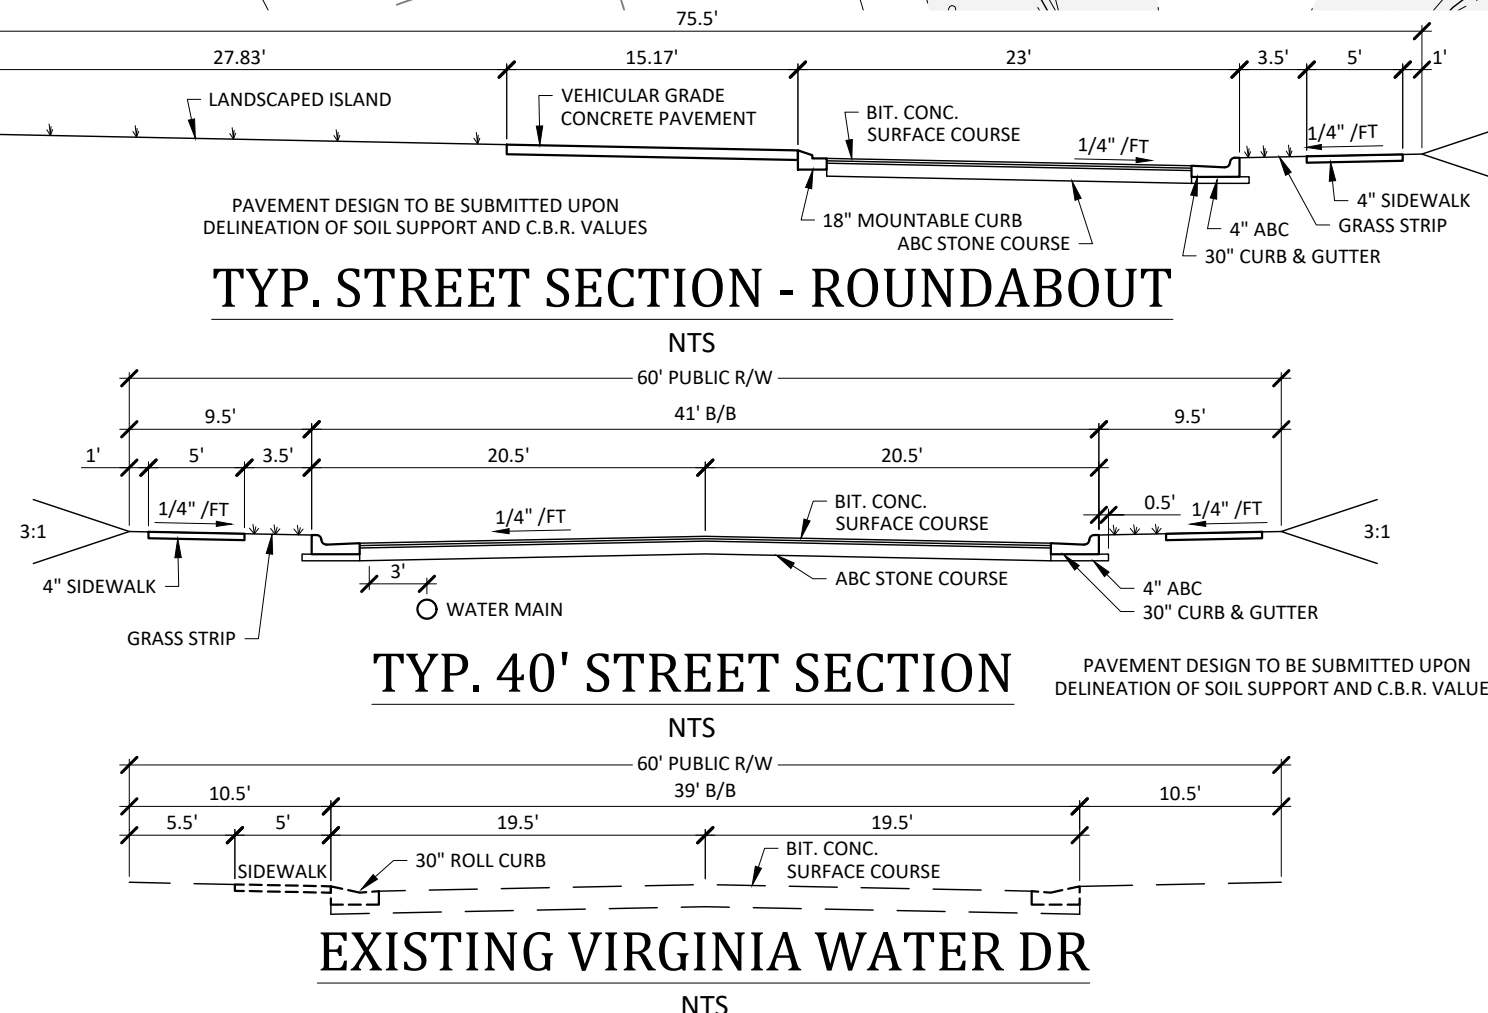 75.5'
27.83' 15.17' 23' 3.5' 5' 1'
LANDSCAPED ISLAND
VEHICULAR GRADE
CONCRETE PAVEMENT
BIT. CONC.
SURFACE COURSE
1/4" /FT
1/4" /FT
PAVEMENT DESIGN TO BE SUBMITTED UPON
DELINEATION OF SOIL SUPPORT AND C.B.R. VALUES
18" MOUNTABLE CURB
ABC STONE COURSE
4" SIDEWALK
GRASS STRIP
4" ABC
30" CURB & GUTTER
TYP. STREET SECTION - ROUNDABOUT
NTS
60' PUBLIC R/W
9.5' 41' B/B 9.5'
1' 5' 3.5' 20.5' 20.5'
0.5'
1/4" /FT
1/4" /FT
1/4" /FT
BIT. CONC.
SURFACE COURSE
3:1
3:1
4" SIDEWALK
3'
WATER MAIN
GRASS STRIP
ABC STONE COURSE
4" ABC
30" CURB & GUTTER
TYP. 40' STREET SECTION
NTS
PAVEMENT DESIGN TO BE SUBMITTED UPON
DELINEATION OF SOIL SUPPORT AND C.B.R. VALUE
60' PUBLIC R/W
10.5' 39' B/B 10.5'
5.5' 5' 19.5' 19.5'
SIDEWALK
30" ROLL CURB
BIT. CONC.
SURFACE COURSE
EXISTING VIRGINIA WATER DR
NTS